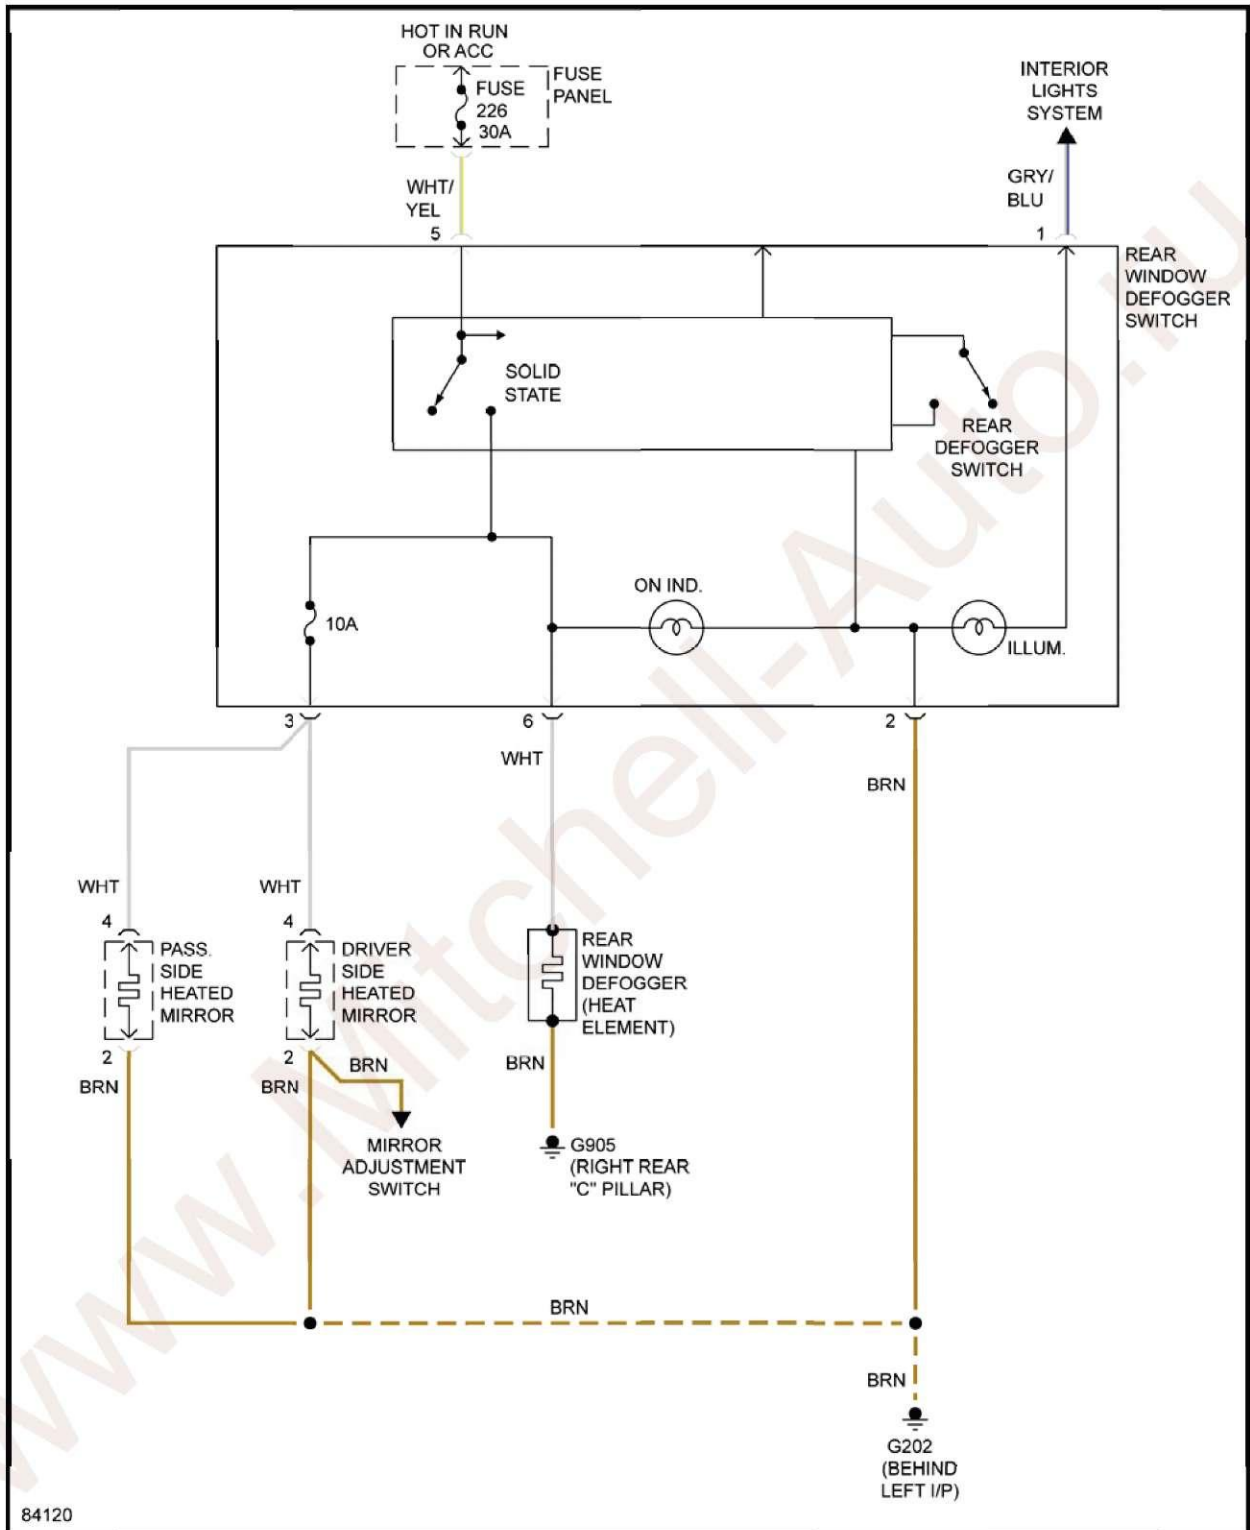 HOT IN RUN
OR ACC
FUSE
PANEL
FUSE
226
30A
INTERIOR
LIGHTS
SYSTEM
WHT/
YEL
GRY/
BLU
5
1
REAR
WINDOW
DEFOGGER
SWITCH
SOLID
STATE
REAR
DEFOGGER
SWITCH
ON IND.
10A
ILLUM.
3
6
2
WHT
BRN
WHT
WHT
4
4
PASS.
SIDE
HEATED
MIRROR
DRIVER
SIDE
HEATED
MIRROR
REAR
WINDOW
DEFOGGER
(HEAT
ELEMENT)
2
2
BRN
BRN
BRN
BRN
MIRROR
ADJUSTMENT
SWITCH
G905
(RIGHT REAR
"C" PILLAR)
BRN
BRN
G202
(BEHIND
LEFT I/P)
84120
www.Mitchell-Auto.ru